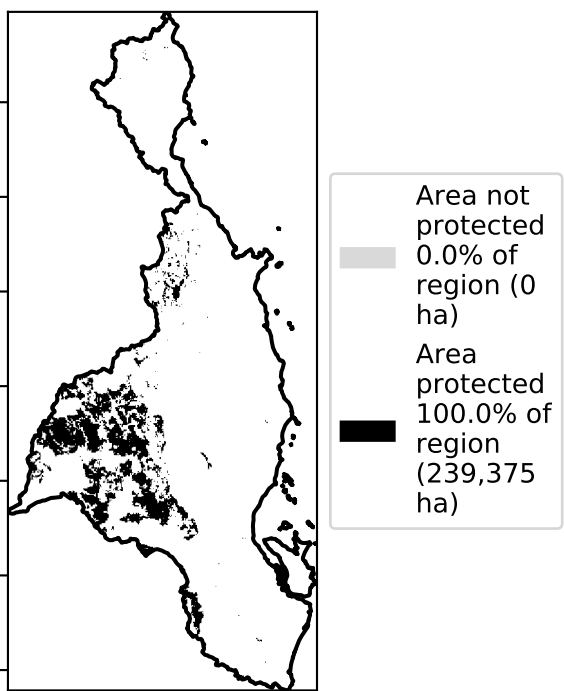 Area not
protected
0.0% of
region (0
ha)
Area
protected
100.0% of
region
(239,375
ha)